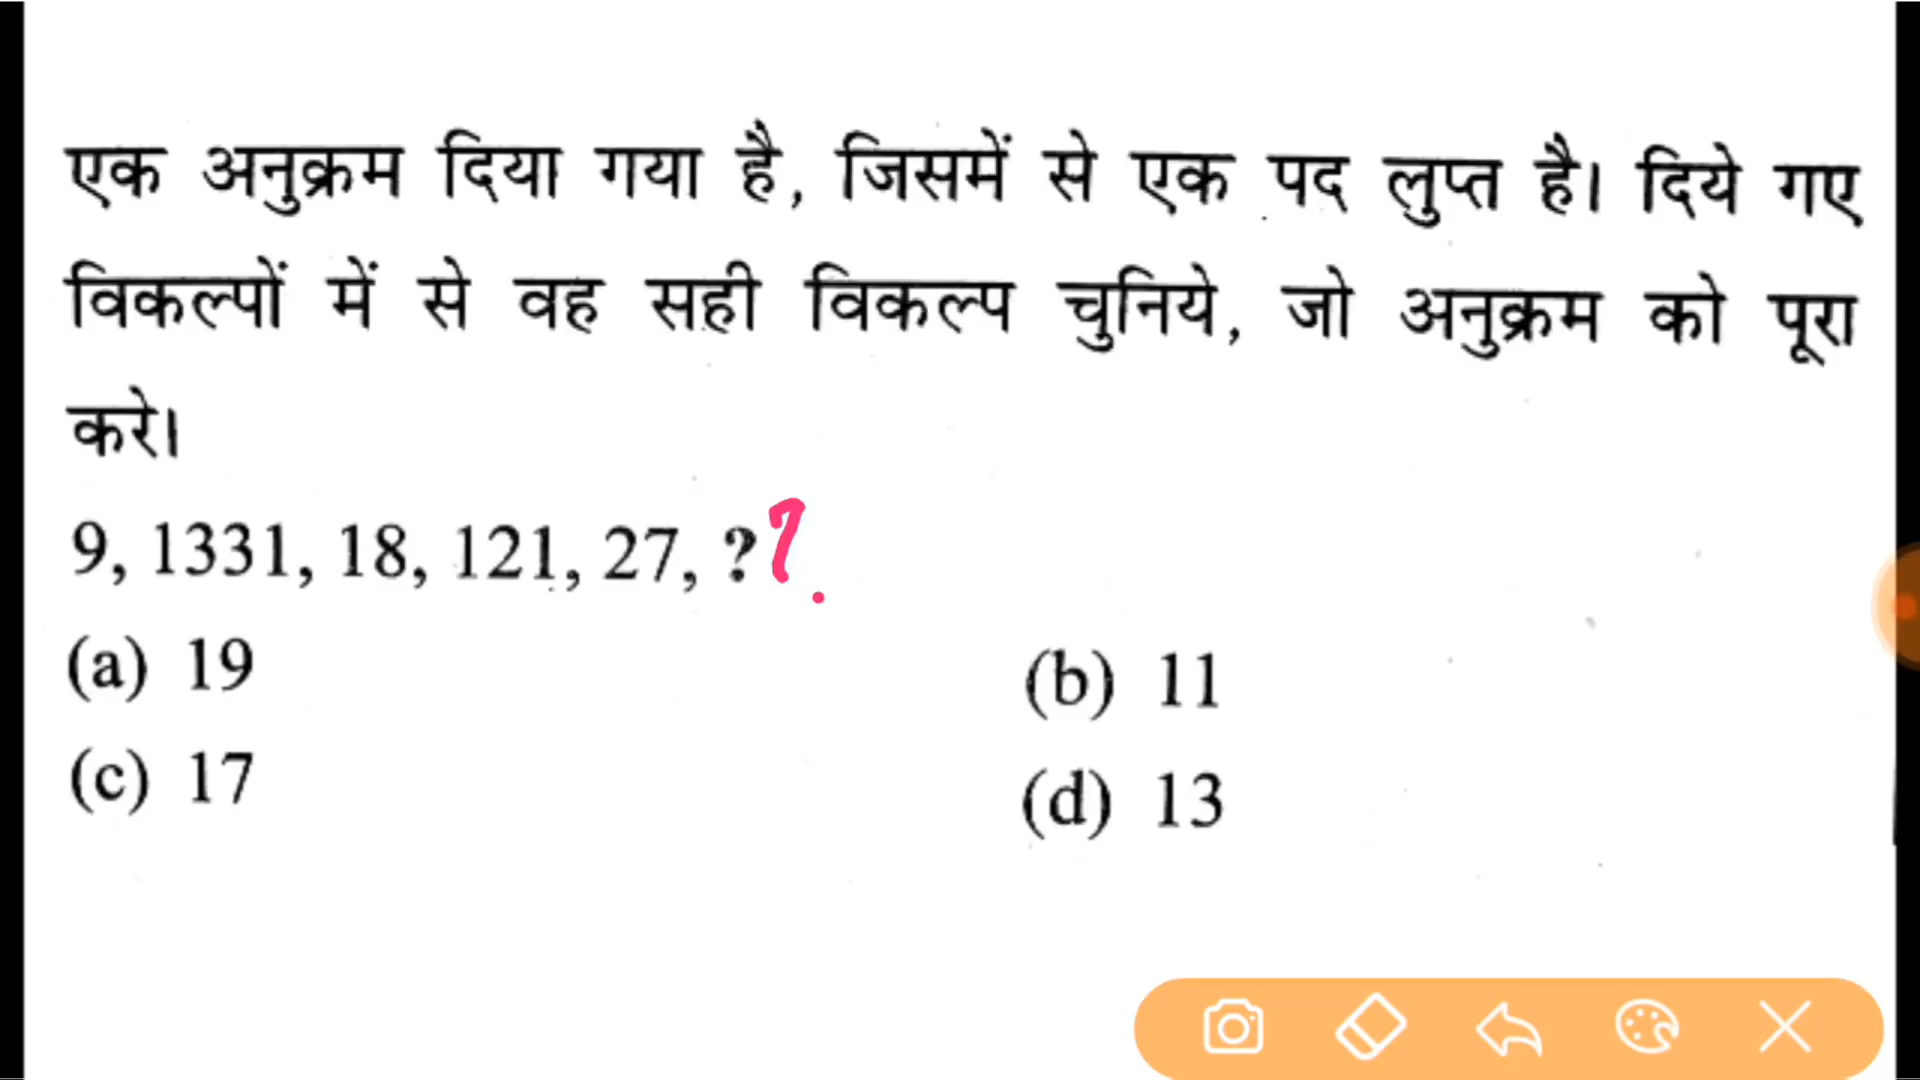 एक अनुक्रम दिया गया है, जिसमें से एक पद लुप्त है। दिये गए
विकल्पों में से वह सही विकल्प चुनिये, जो अनुक्रम को पूरा
करे।
9, 1331, 18, 121, 27, ? ?
(a) 19 (b) 11
(c) 17 (d) 13